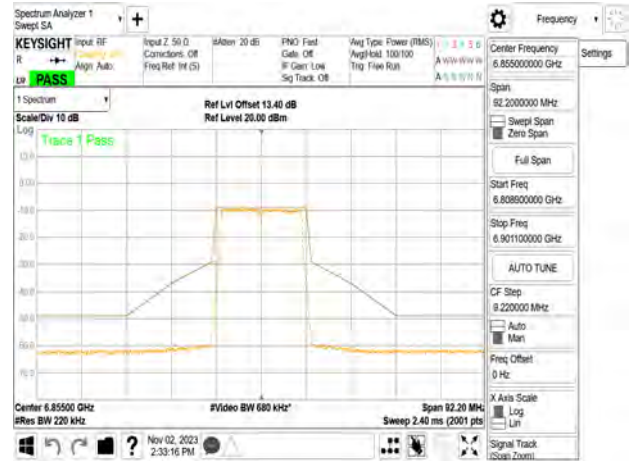 Spectrum Analyzer 1
Swept SA
+
Frequency
KEYSIGHT
Input: RF
Input Z: 50 Ω
#Atten: 20 dB
PNO: Fast
Avg Type: Power (RMS)
R
Corrections: Off
Gate: Off
Avg|Hold: 100/100
Align: Auto
Freq Ref: Int (S)
IF Gain: Low
Trig: Free Run
Sig Track: Off
PASS
1 Spectrum
Scale/Div 10 dB
Ref Lvl Offset 13.40 dB
Ref Level 20.00 dBm
Log
Trace 1 Pass
Center 6.85500 GHz
#Video BW 680 kHz*
Span 92.20 MHz
#Res BW 220 kHz
Sweep 2.40 ms (2001 pts
Nov 02, 2023
2:33:16 PM
Center Frequency
6.855000000 GHz
Settings
Span
92.2000000 MHz
Swept Span
Zero Span
Full Span
Start Freq
6.808900000 GHz
Stop Freq
6.901100000 GHz
AUTO TUNE
CF Step
9.220000 MHz
Auto
Man
Freq Offset
0 Hz
X Axis Scale
Log
Lin
Signal Track
(Span Zoom)